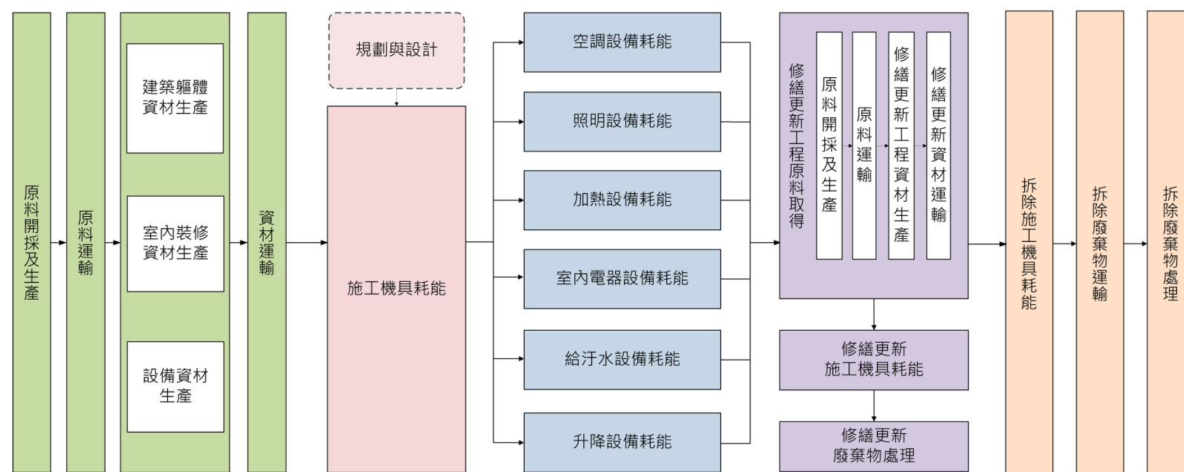 原料開採及生產
原料運輸
建築軀體
資材生產
室內裝修
資材生產
設備資材
生產
資材運輸
規劃與設計
施工機具耗能
空調設備耗能
照明設備耗能
加熱設備耗能
室內電器設備耗能
給汙水設備耗能
升降設備耗能
修繕更新工程原料取得
原料開採及生產
原料運輸
修繕更新工程資材生產
修繕更新資材運輸
修繕更新
施工機具耗能
修繕更新
廢棄物處理
拆除施工機具耗能
拆除廢棄物運輸
拆除廢棄物處理